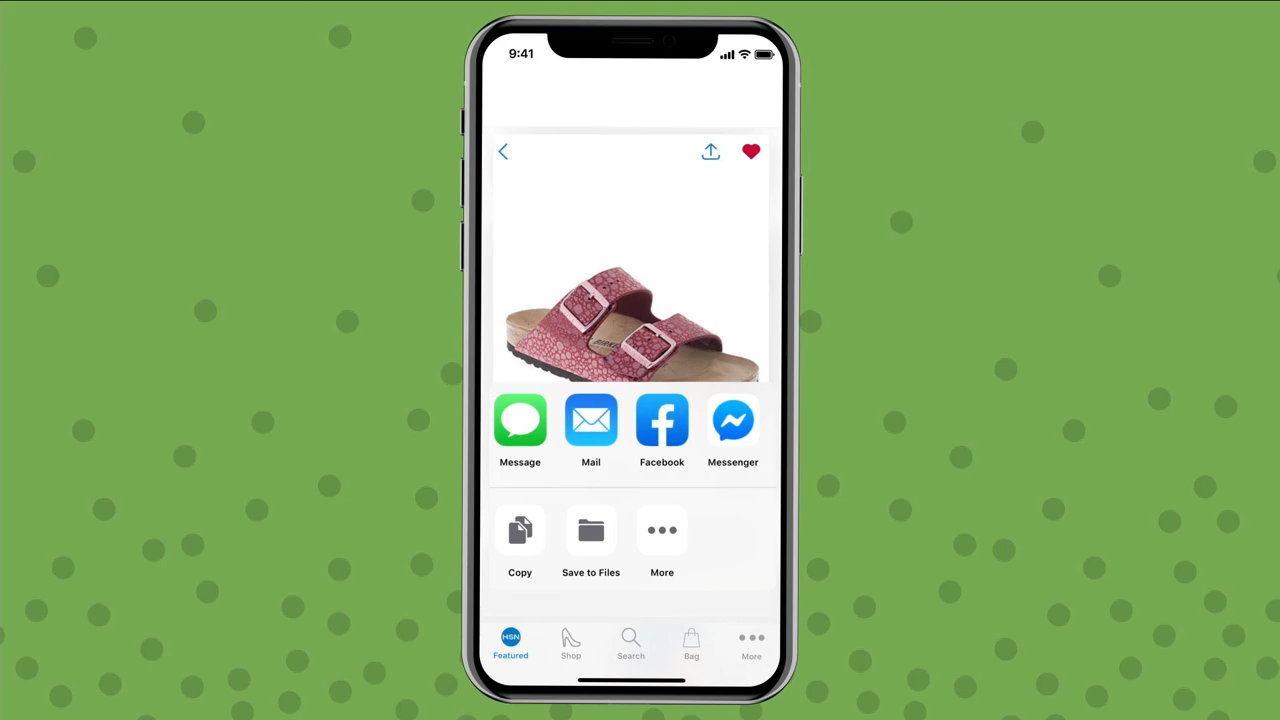 9:41
Message Mail Facebook Messenger
Copy Save to Files More
HSN
Featured Shop Search Bag More